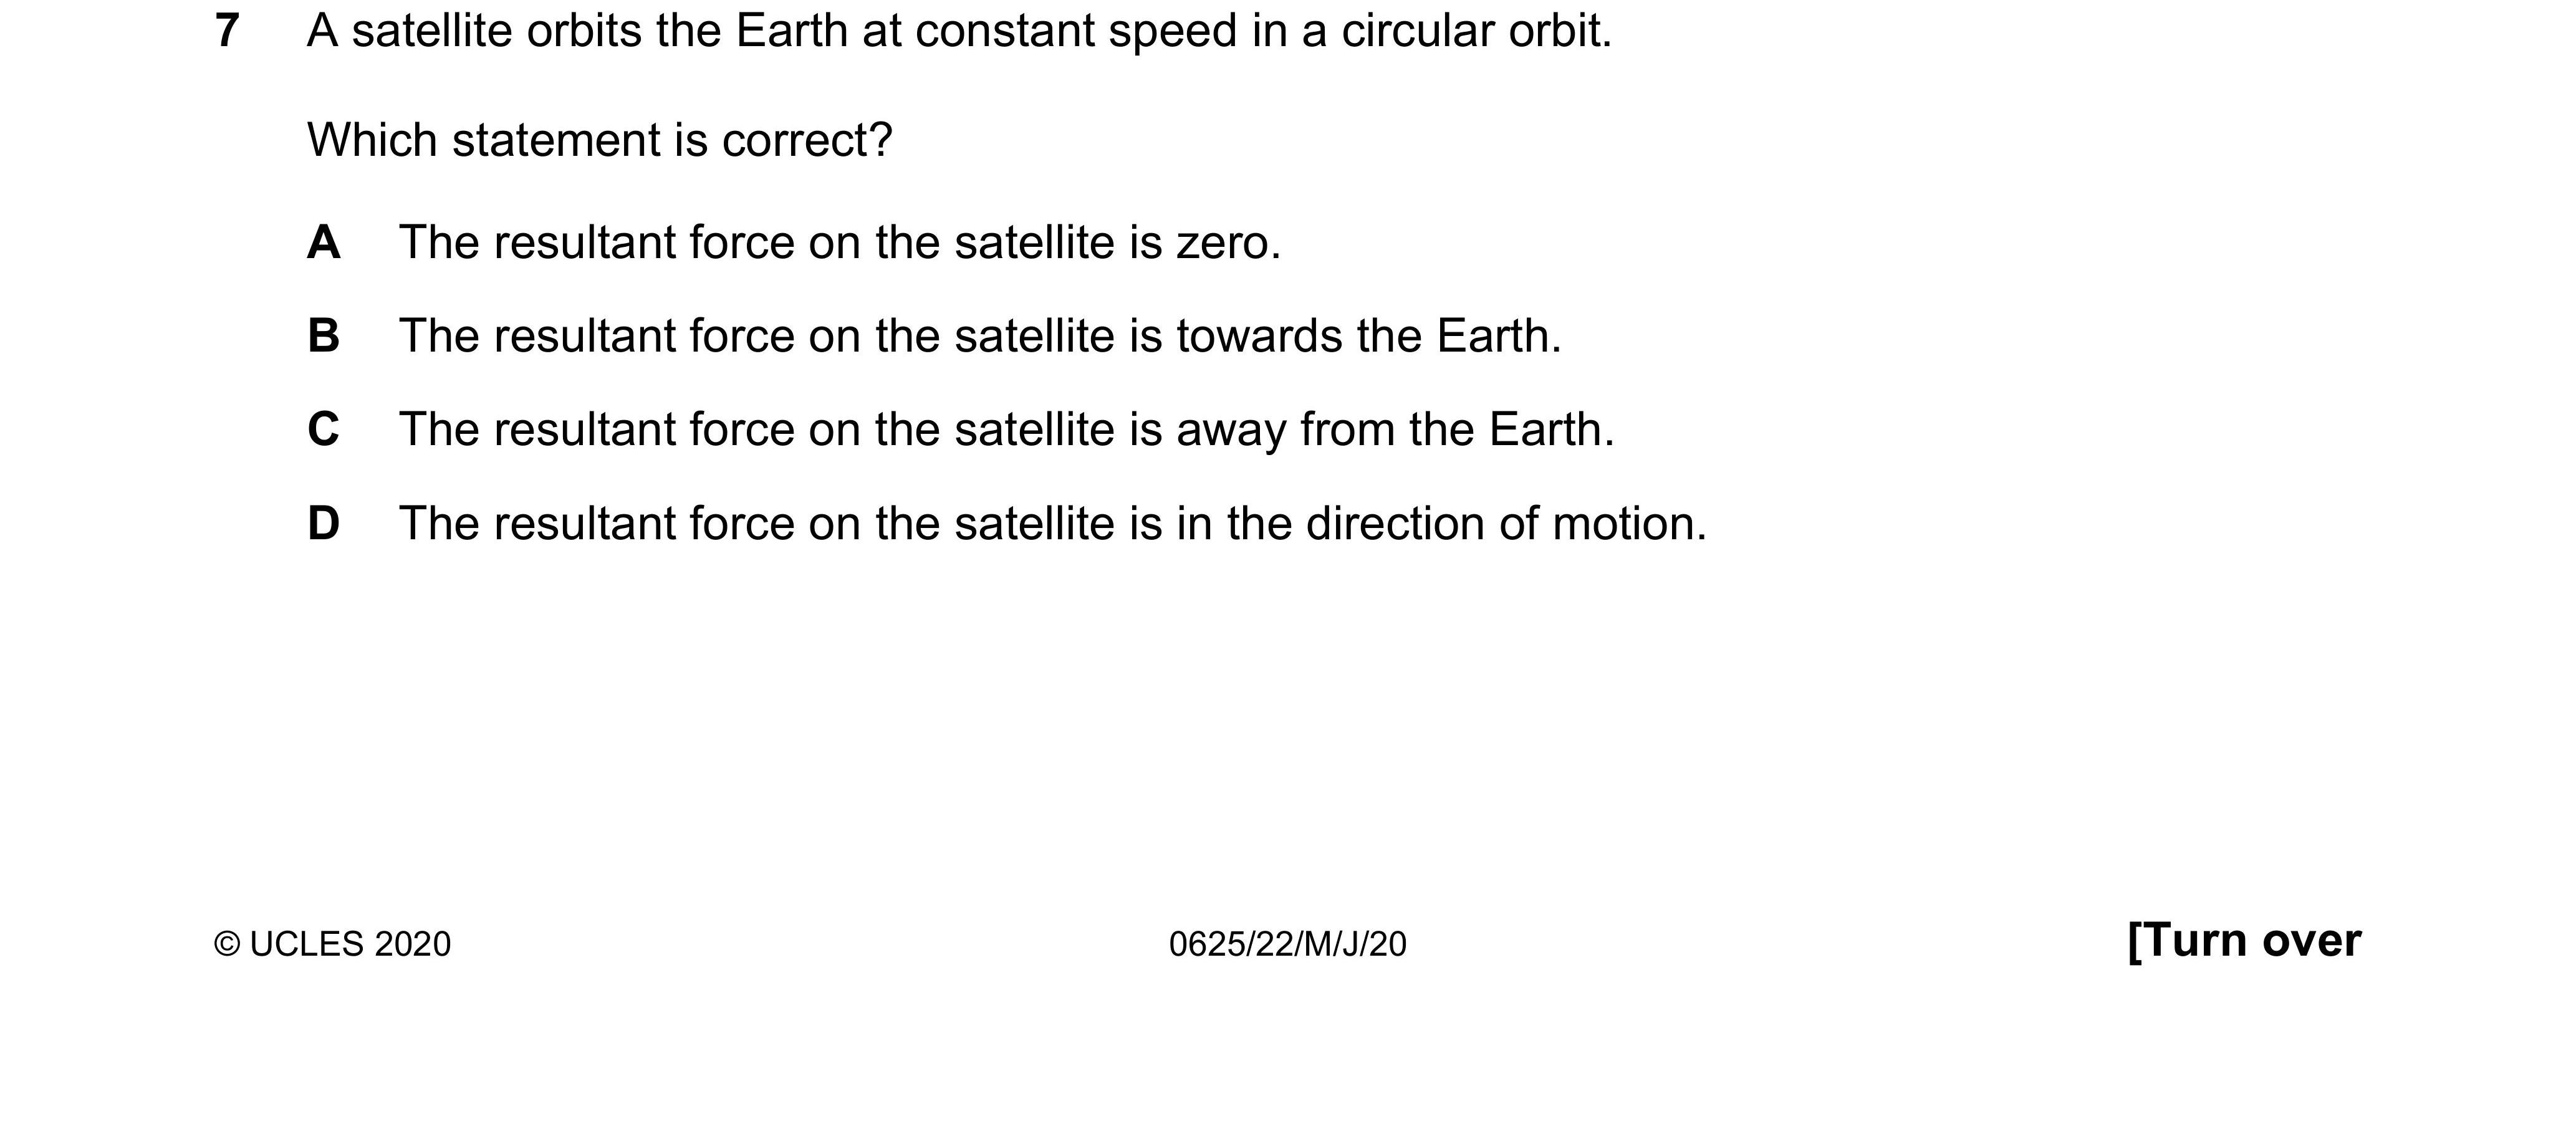 7 A satellite orbits the Earth at constant speed in a circular orbit.
Which statement is correct?
A The resultant force on the satellite is zero.
B The resultant force on the satellite is towards the Earth.
C The resultant force on the satellite is away from the Earth.
D The resultant force on the satellite is in the direction of motion.
© UCLES 2020 0625/22/M/J/20 [Turn over